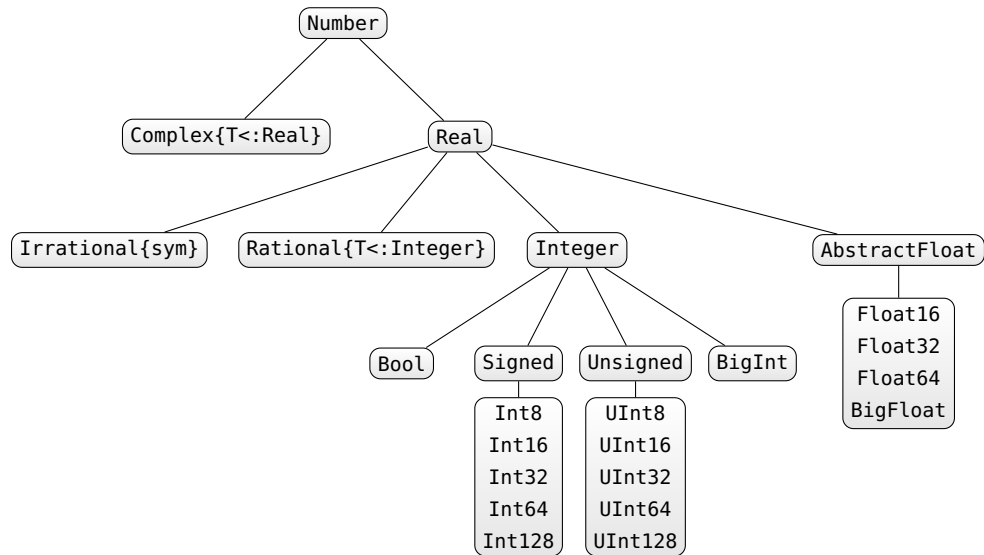 Number
Complex{T<:Real}
Real
Irrational{sym}
Rational{T<:Integer}
Integer
AbstractFloat
Bool
Signed
Unsigned
BigInt
Float16
Float32
Float64
BigFloat
Int8
Int16
Int32
Int64
Int128
UInt8
UInt16
UInt32
UInt64
UInt128